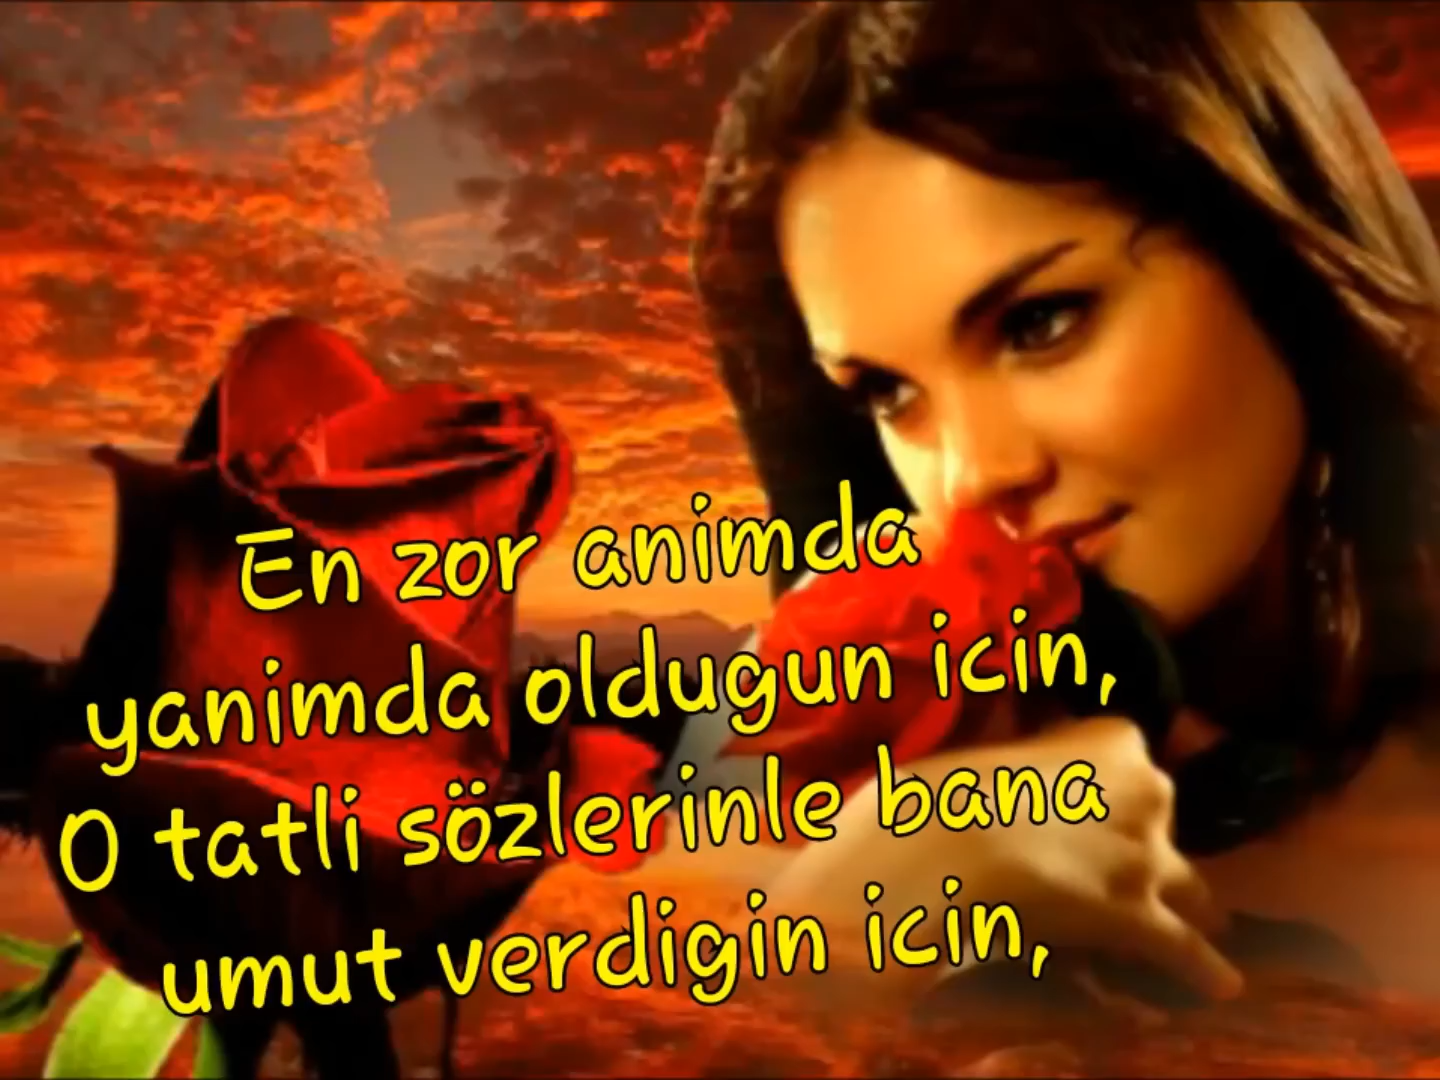 En zor animda
yanimda oldugun icin,
O tatli sözlerinle bana
umut verdigin icin,